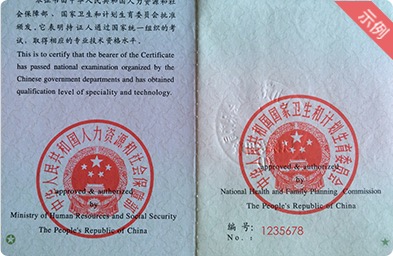 本证书由中华人民共和国人力资源和社
会保障部、国家卫生和计划生育委员会批准
颁发，它表明持证人通过国家统一组织的考
试，取得相应的专业技术资格水平。
This is to certify that the bearer of the Certificate
has passed national examination organized by the
Chinese government departments and has obtained
qualification level of speciality and technology.
中华人民共和国人力资源和社会保障部
approved & authorized
by
Ministry of Human Resources and Social Security
The People's Republic of China
示例
中华人民共和国国家卫生和计划生育委员会
approved & authorized
by
National Health and Family Planning Commission
The People's Republic of China
编 号:
No. : 1235678